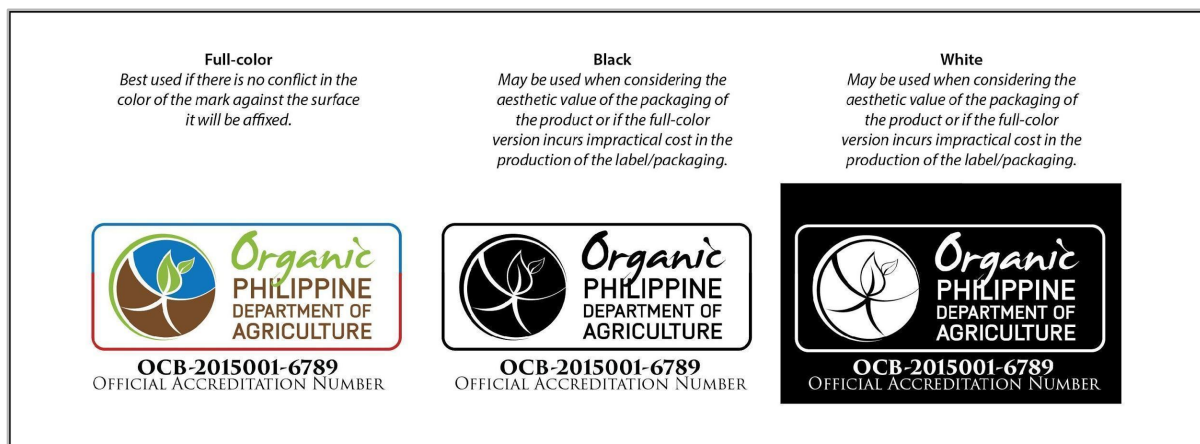 Full-color
Best used if there is no conflict in the
color of the mark against the surface
it will be affixed.
Black
May be used when considering the
aesthetic value of the packaging of
the product or if the full-color
version incurs impractical cost in the
production of the label/packaging.
White
May be used when considering the
aesthetic value of the packaging of
the product or if the full-color
version incurs impractical cost in the
production of the label/packaging.
Organic
PHILIPPINE
DEPARTMENT OF
AGRICULTURE
OCB-2015001-6789
OFFICIAL ACCREDITATION NUMBER
Organic
PHILIPPINE
DEPARTMENT OF
AGRICULTURE
OCB-2015001-6789
OFFICIAL ACCREDITATION NUMBER
Organic
PHILIPPINE
DEPARTMENT OF
AGRICULTURE
OCB-2015001-6789
OFFICIAL ACCREDITATION NUMBER